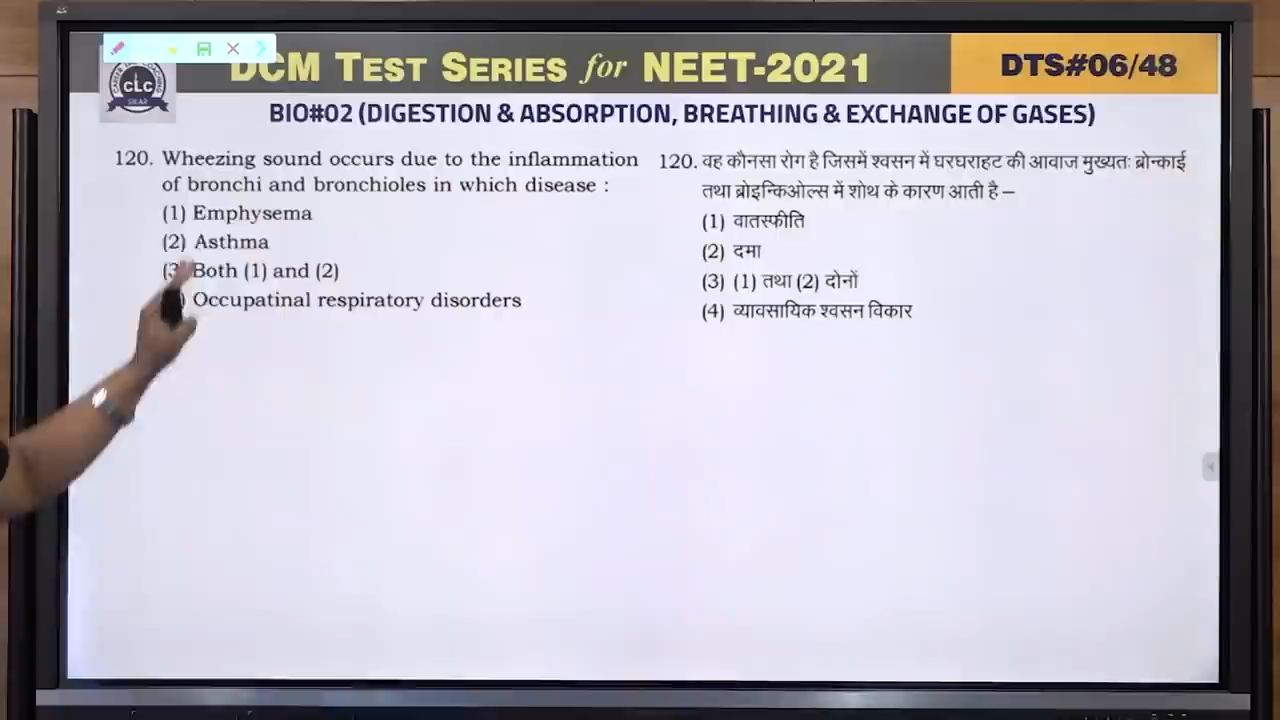 DCM TEST SERIES for NEET-2021
DTS#06/48
CLC
SIKAR
BIO#02 (DIGESTION & ABSORPTION, BREATHING & EXCHANGE OF GASES)
120. Wheezing sound occurs due to the inflammation
of bronchi and bronchioles in which disease :
(1) Emphysema
(2) Asthma
(3) Both (1) and (2)
) Occupatinal respiratory disorders
120. वह कौनसा रोग है जिसमें श्वसन में घरघराहट की आवाज मुख्यतः ब्रोन्काई
तथा ब्रोइन्किओल्स में शोथ के कारण आती है –
(1) वातस्फीति
(2) दमा
(3) (1) तथा (2) दोनों
(4) व्यावसायिक श्वसन विकार